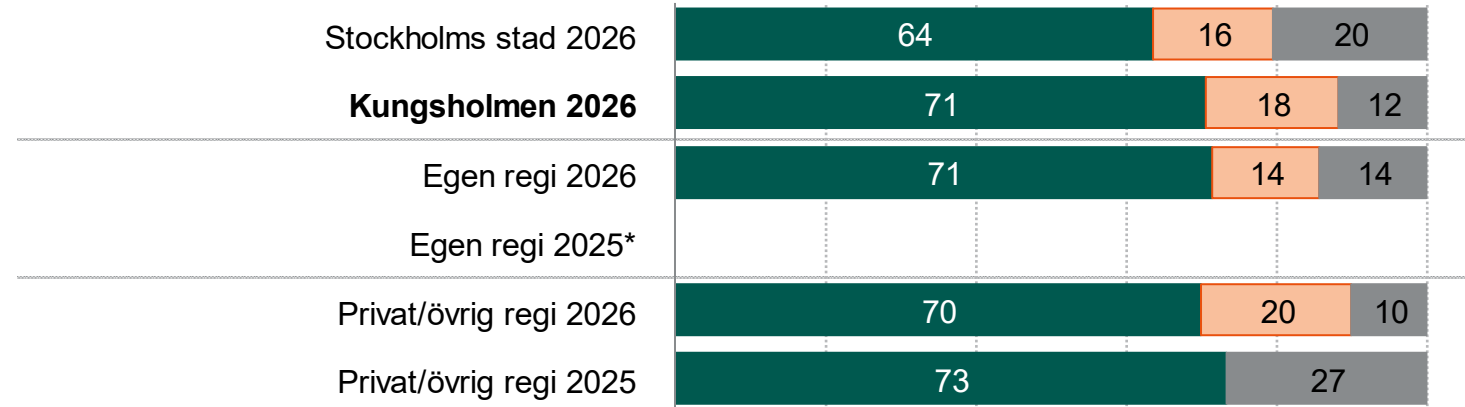 Stockholms stad 2026 64 16 20
Kungsholmen 2026 71 18 12
Egen regi 2026 71 14 14
Egen regi 2025*
Privat/övrig regi 2026 70 20 10
Privat/övrig regi 2025 73 27